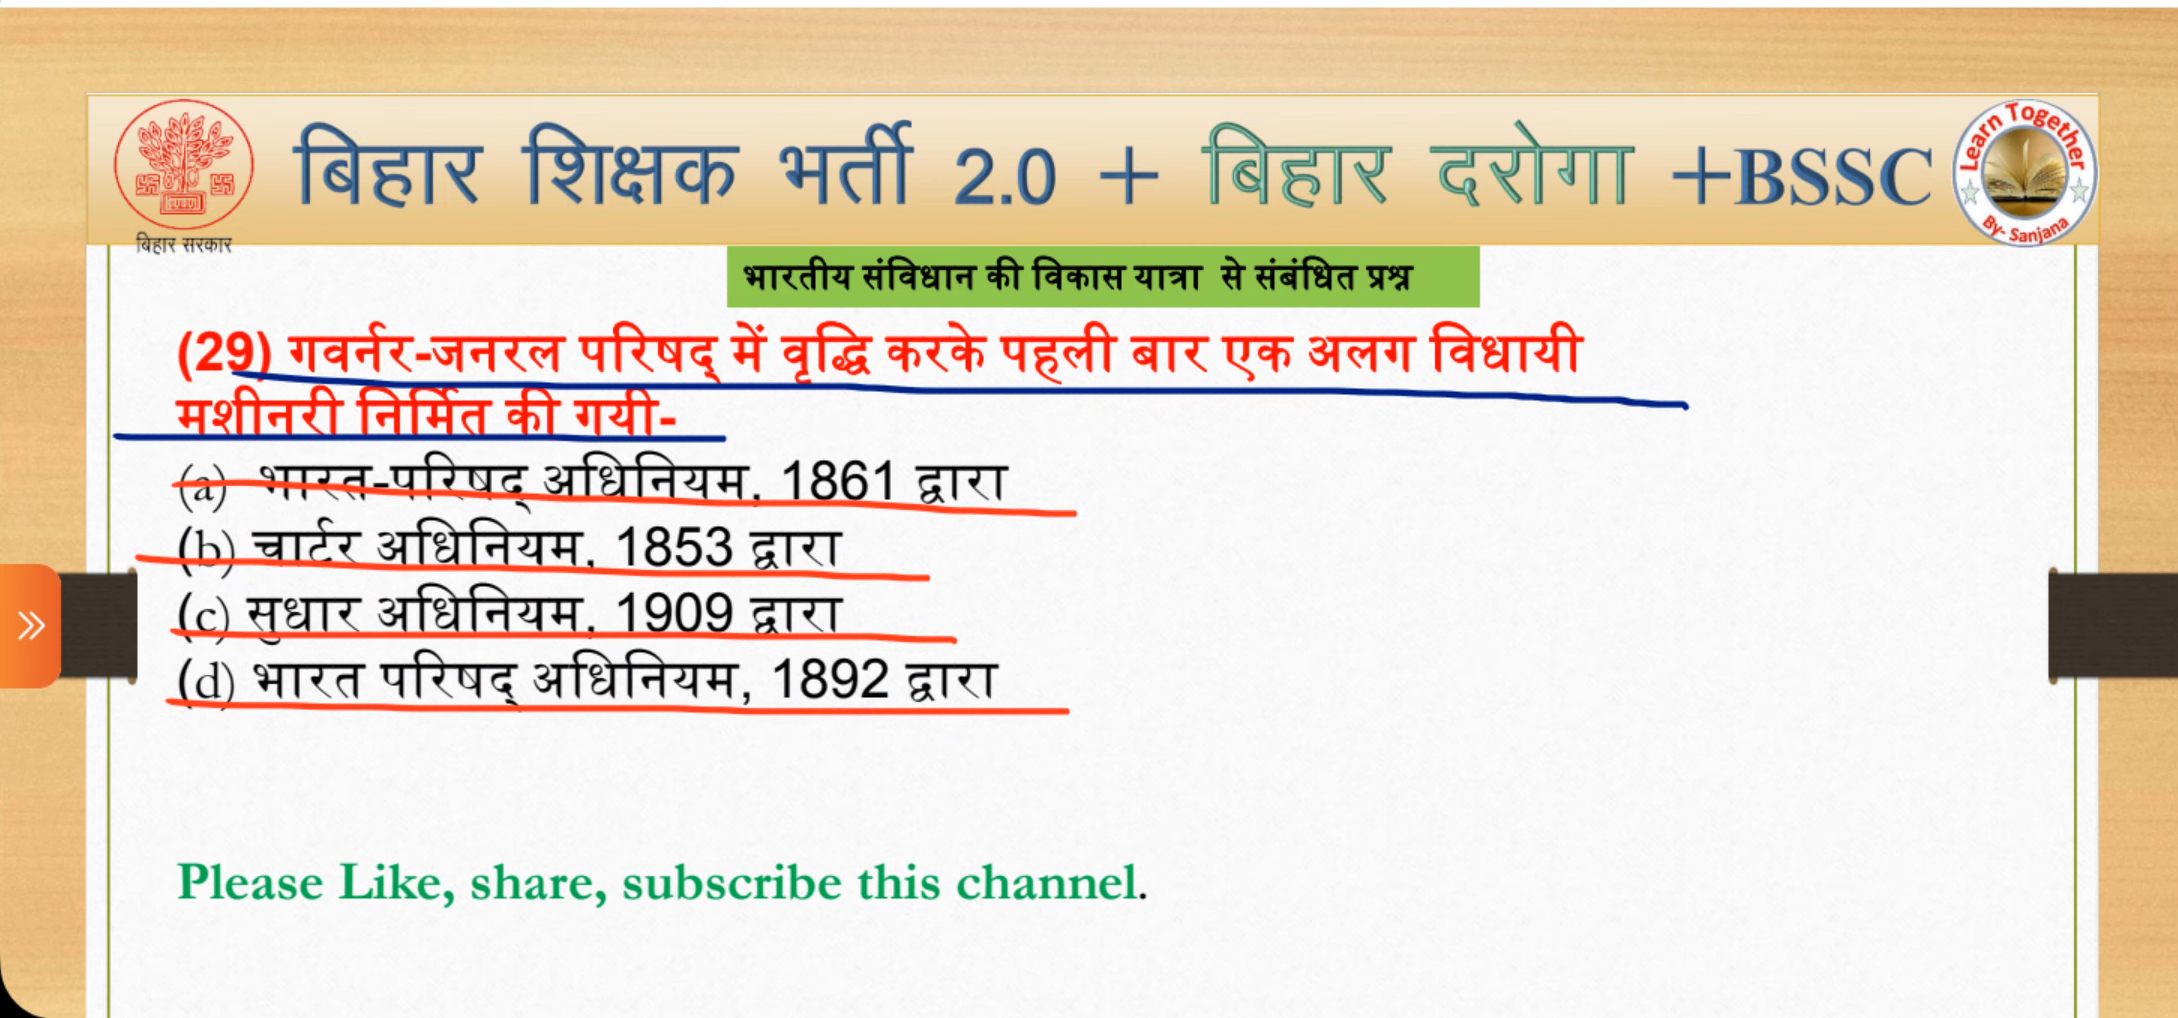 बिहार शिक्षक भर्ती 2.0 + बिहार दरोगा +BSSC
बिहार सरकार
Learn Together
By- Sanjana
भारतीय संविधान की विकास यात्रा से संबंधित प्रश्न
(29) गवर्नर-जनरल परिषद् में वृद्धि करके पहली बार एक अलग विधायी
मशीनरी निर्मित की गयी-
(a) भारत-परिषद् अधिनियम, 1861 द्वारा
(b) चार्टर अधिनियम, 1853 द्वारा
(c) सुधार अधिनियम, 1909 द्वारा
(d) भारत परिषद् अधिनियम, 1892 द्वारा
Please Like, share, subscribe this channel.